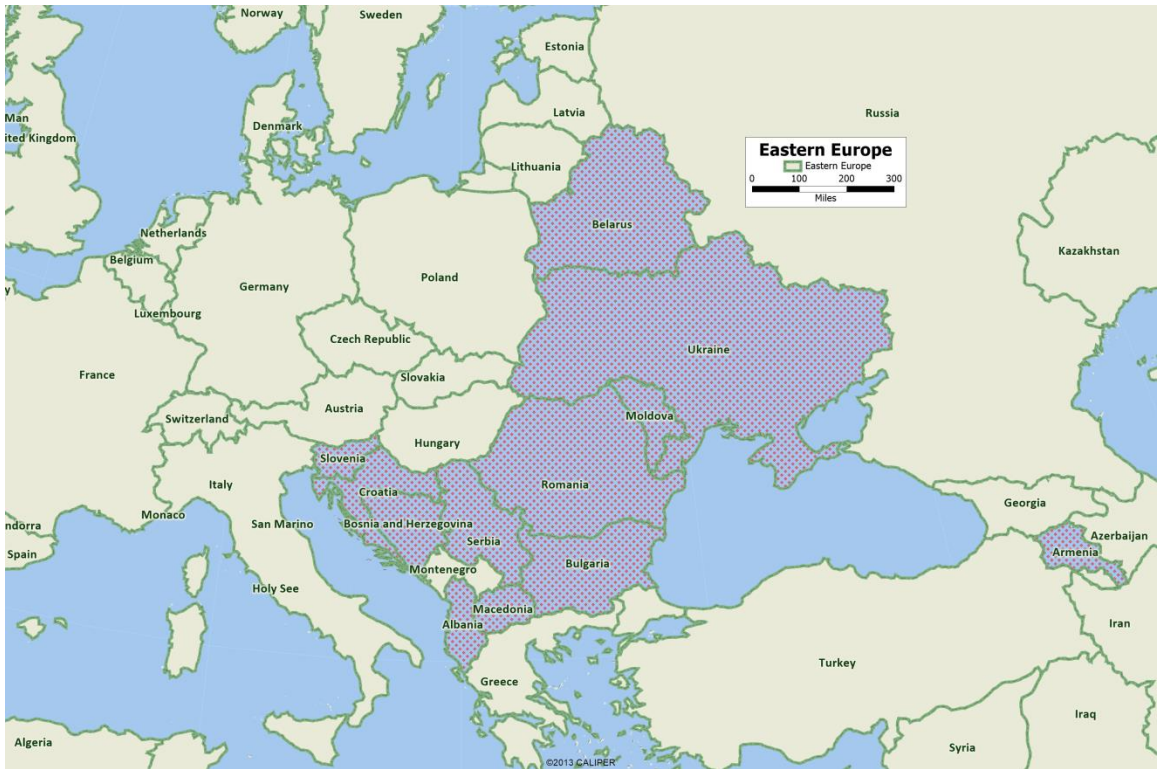 Norway
Sweden
Estonia
Latvia
Russia
Man
ited Kingdom
Denmark
Lithuania
Eastern Europe
Eastern Europe
0 100 200 300
Miles
Belarus
Netherlands
Belgium
Kazakhstan
Germany
Poland
Luxembourg
Czech Republic
Ukraine
France
Slovakia
Switzerland
Austria
Moldova
Hungary
Slovenia
Italy
Croatia
Romania
Georgia
Monaco
San Marino
Bosnia and Herzegovina
ndorra
Spain
Serbia
Azerbaijan
Armenia
Montenegro
Bulgaria
Holy See
Macedonia
Albania
Iran
Turkey
Greece
Iraq
Algeria
Syria
©2013 CALIPER